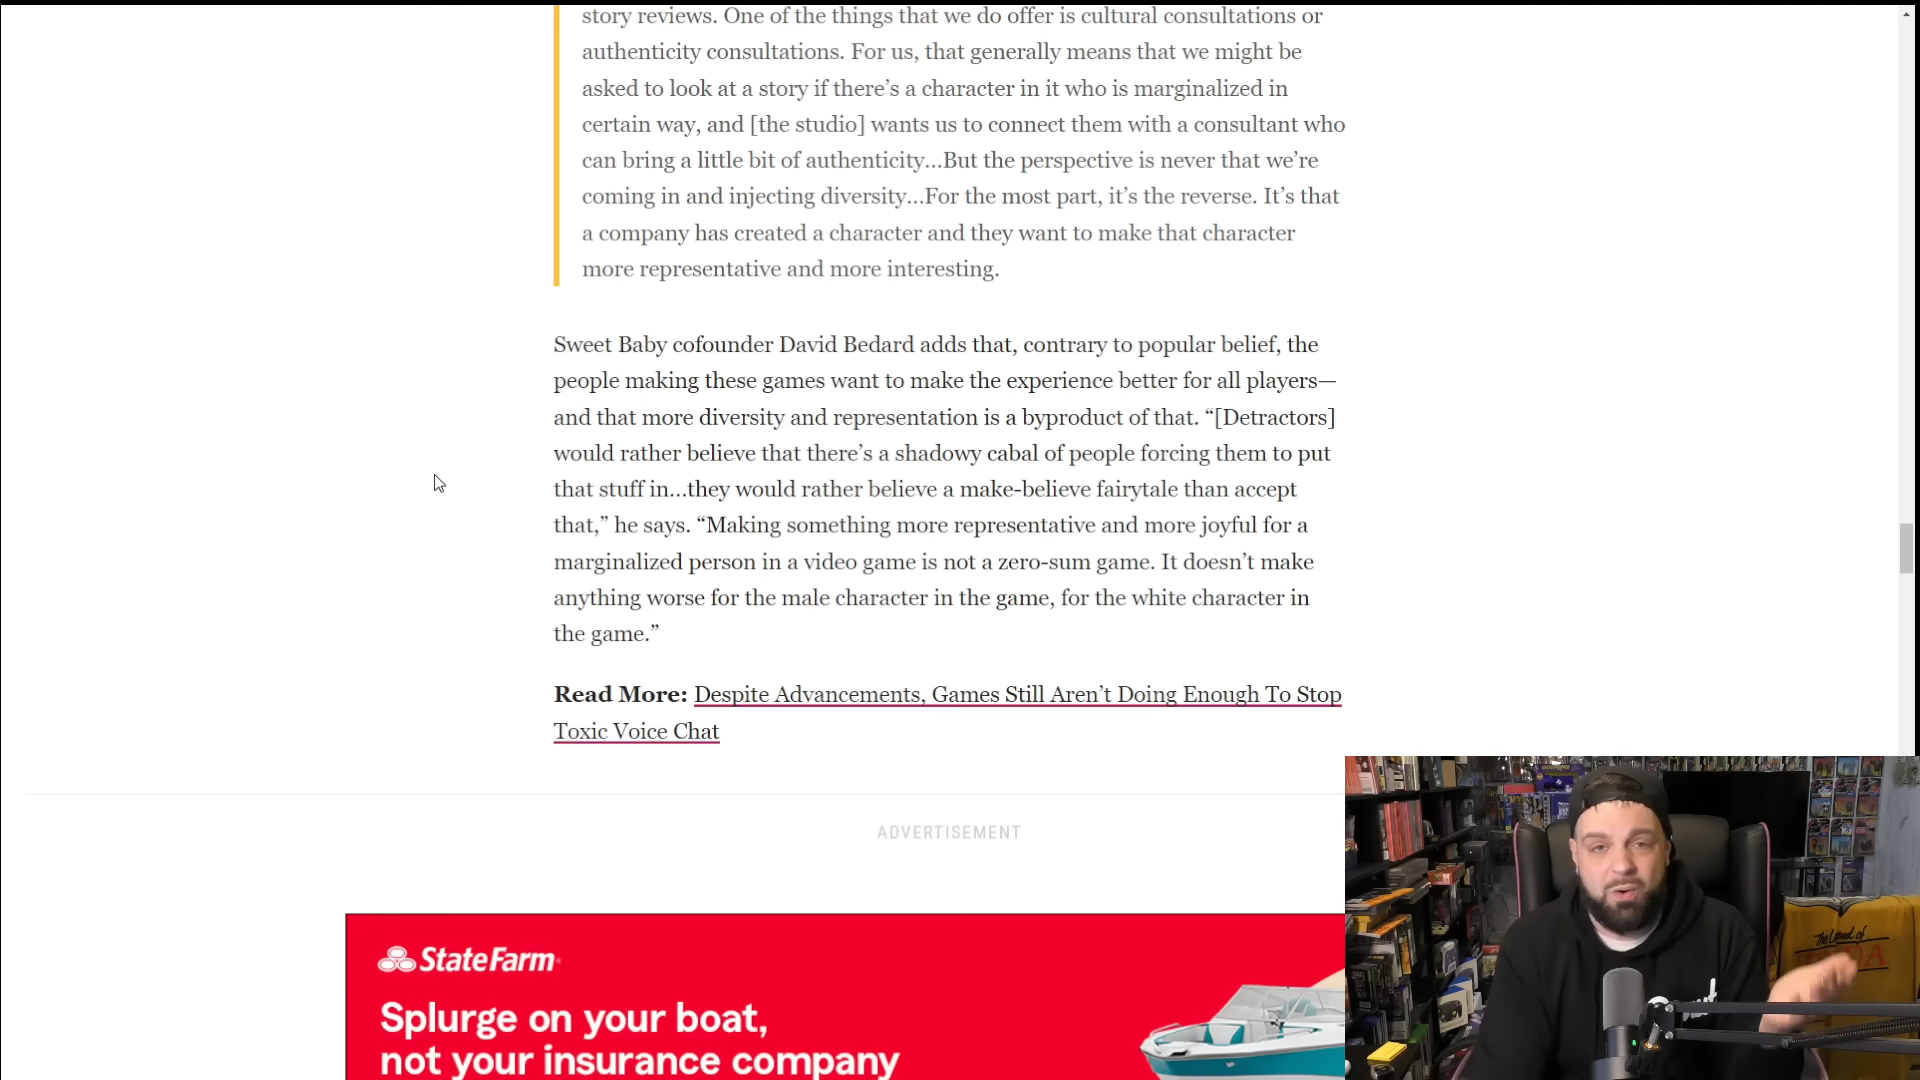 story reviews. One of the things that we do offer is cultural consultations or
authenticity consultations. For us, that generally means that we might be
asked to look at a story if there’s a character in it who is marginalized in
certain way, and [the studio] wants us to connect them with a consultant who
can bring a little bit of authenticity…But the perspective is never that we’re
coming in and injecting diversity…For the most part, it’s the reverse. It’s that
a company has created a character and they want to make that character
more representative and more interesting.
Sweet Baby cofounder David Bedard adds that, contrary to popular belief, the
people making these games want to make the experience better for all players—
and that more diversity and representation is a byproduct of that. “[Detractors]
would rather believe that there’s a shadowy cabal of people forcing them to put
that stuff in…they would rather believe a make-believe fairytale than accept
that,” he says. “Making something more representative and more joyful for a
marginalized person in a video game is not a zero-sum game. It doesn’t make
anything worse for the male character in the game, for the white character in
the game.”
Read More: Despite Advancements, Games Still Aren’t Doing Enough To Stop
Toxic Voice Chat
ADVERTISEMENT
StateFarm
Splurge on your boat,
not your insurance company
The Legend of